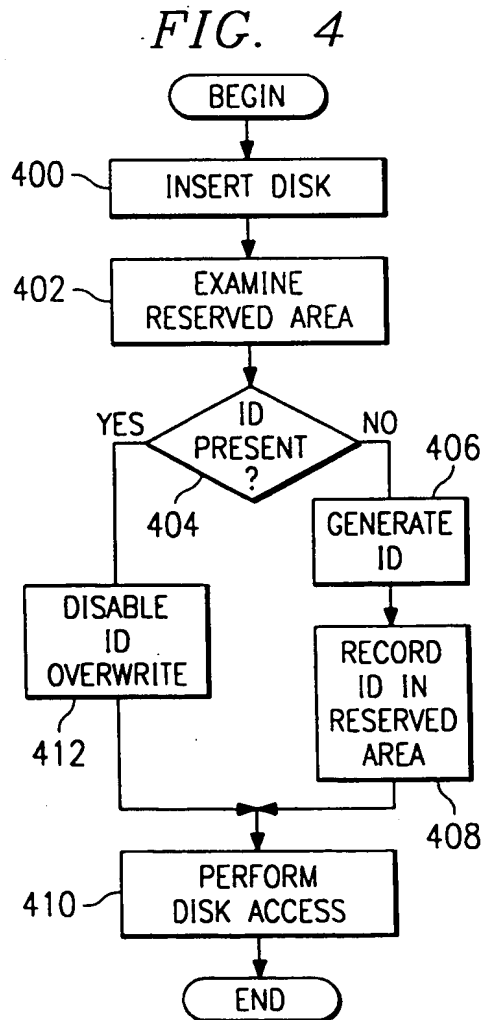 FIG. 4
BEGIN
400
INSERT DISK
402
EXAMINE
RESERVED AREA
YES
ID
PRESENT
?
NO
404
406
GENERATE
ID
DISABLE
ID
OVERWRITE
412
RECORD
ID IN
RESERVED
AREA
408
410
PERFORM
DISK ACCESS
END